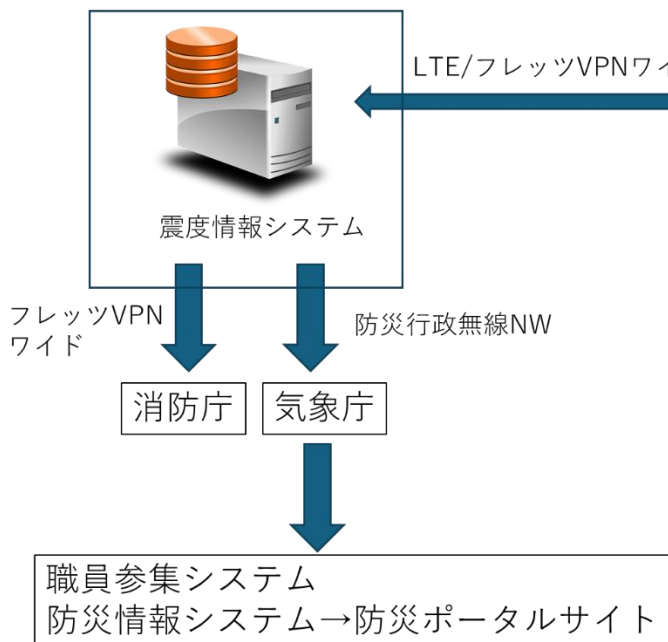 LTE/フレッツVPNワイ
震度情報システム
フレッツVPN
ワイド
防災行政無線NW
消防庁
気象庁
職員参集システム
防災情報システム→防災ポータルサイト